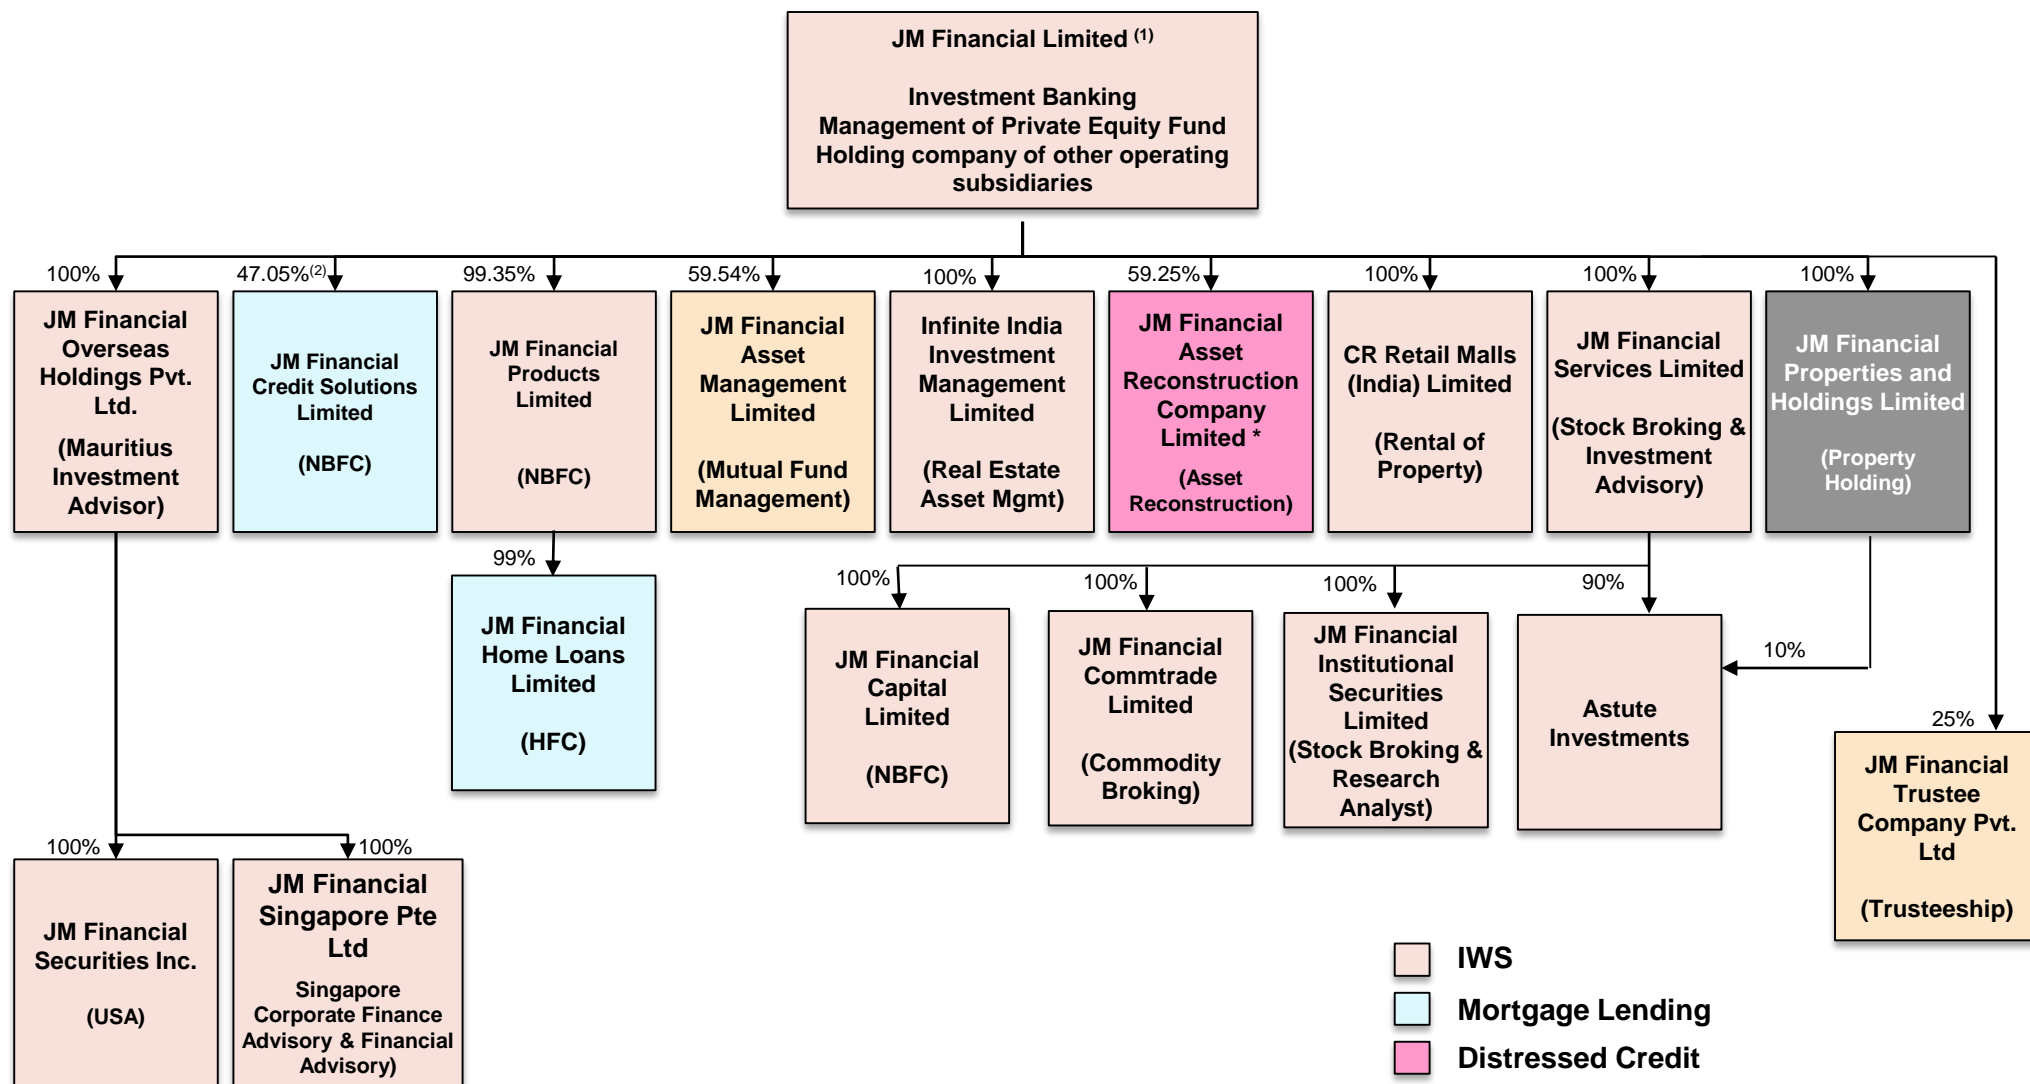 JM Financial Limited (1)
Investment Banking
Management of Private Equity Fund
Holding company of other operating
subsidiaries
100%
47.05%(2)
99.35%
59.54%
100%
59.25%
100%
100%
100%
JM Financial
Overseas
Holdings Pvt.
Ltd.
(Mauritius
Investment
Advisor)
JM Financial
Credit Solutions
Limited
(NBFC)
JM Financial
Products
Limited
(NBFC)
JM Financial
Asset
Management
Limited
(Mutual Fund
Management)
Infinite India
Investment
Management
Limited
(Real Estate
Asset Mgmt)
JM Financial
Asset
Reconstruction
Company
Limited *
(Asset
Reconstruction)
CR Retail Malls
(India) Limited
(Rental of
Property)
JM Financial
Services Limited
(Stock Broking &
Investment
Advisory)
JM Financial
Properties and
Holdings Limited
(Property
Holding)
99%
100%
100%
100%
90%
10%
25%
JM Financial
Home Loans
Limited
(HFC)
JM Financial
Capital
Limited
(NBFC)
JM Financial
Commtrade
Limited
(Commodity
Broking)
JM Financial
Institutional
Securities
Limited
(Stock Broking &
Research
Analyst)
Astute
Investments
JM Financial
Trustee
Company Pvt.
Ltd
(Trusteeship)
100%
100%
JM Financial
Securities Inc.
(USA)
JM Financial
Singapore Pte
Ltd
Singapore
Corporate Finance
Advisory & Financial
Advisory)
IWS
Mortgage Lending
Distressed Credit